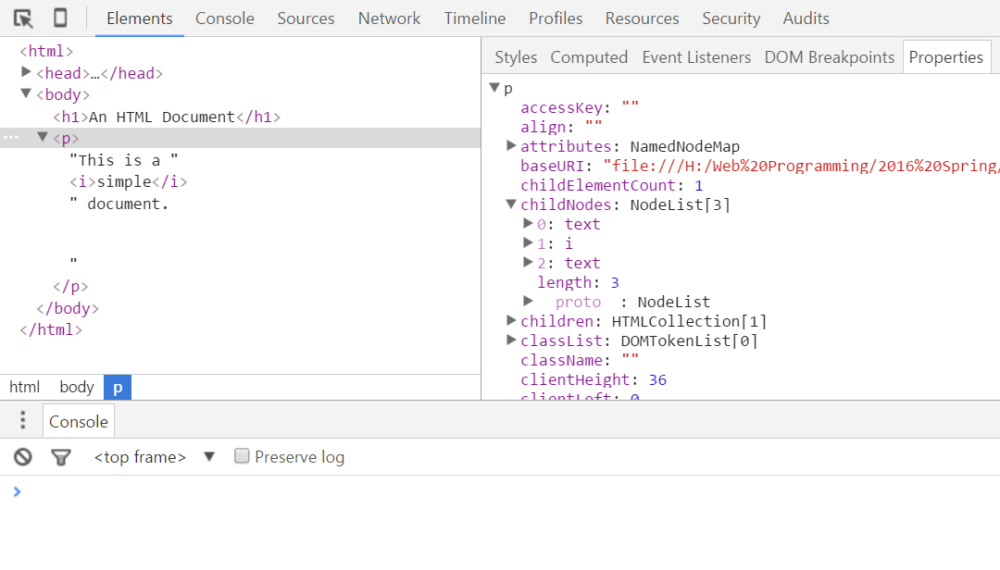 Elements Console Sources Network Timeline Profiles Resources Security Audits
<html>
<head>…</head>
<body>
<h1>An HTML Document</h1>
<p>
"This is a "
<i>simple</i>
" document.
"
</p>
</body>
</html>
html body p
Styles Computed Event Listeners DOM Breakpoints Properties
p
accessKey: ""
align: ""
attributes: NamedNodeMap
baseURI: "file:///H:/Web%20Programming/2016%20Spring/
childElementCount: 1
childNodes: NodeList[3]
0: text
1: i
2: text
length: 3
proto : NodeList
children: HTMLCollection[1]
classList: DOMTokenList[0]
className: ""
clientHeight: 36
clientLeft: 0
Console
<top frame> Preserve log